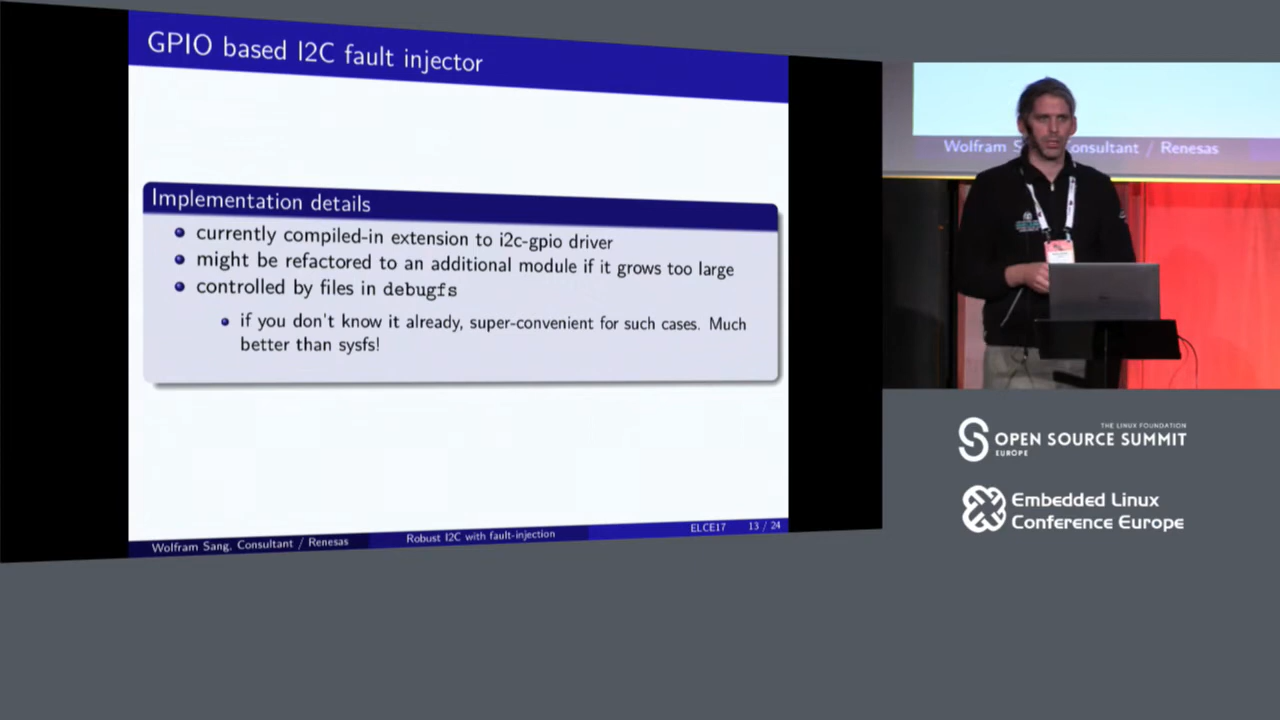 GPIO based I2C fault injector
Implementation details
currently compiled-in extension to i2c-gpio driver
might be refactored to an additional module if it grows too large
controlled by files in debugfs
if you don't know it already, super-convenient for such cases. Much
better than sysfs!
Wolfram Sang, Consultant / Renesas
Robust I2C with fault-injection
ELCE17
13 / 24
Wolfram S Consultant / Renesas
THE LINUX FOUNDATION
OPEN SOURCE SUMMIT
EUROPE
Embedded Linux
Conference Europe